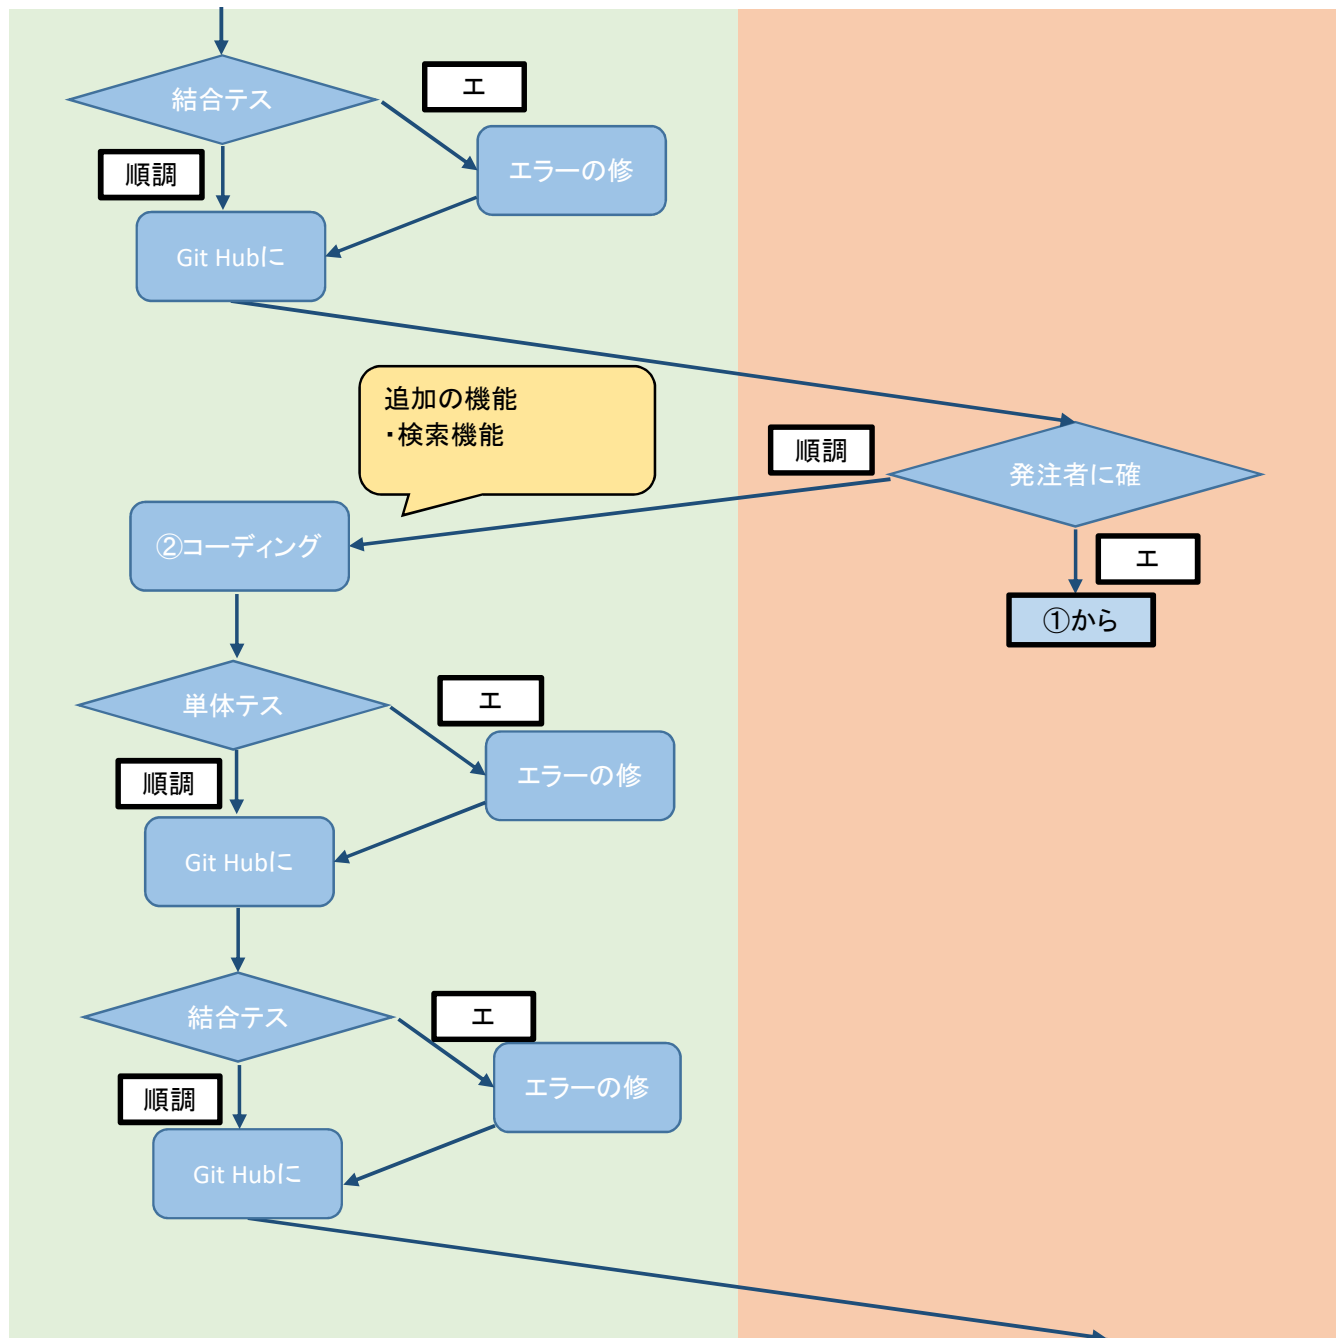 結合テス
エ
順調
エラーの修
Git Hubに
追加の機能
・検索機能
順調
発注者に確
エ
①から
②コーディング
単体テス
エ
順調
エラーの修
Git Hubに
結合テス
エ
順調
エラーの修
Git Hubに